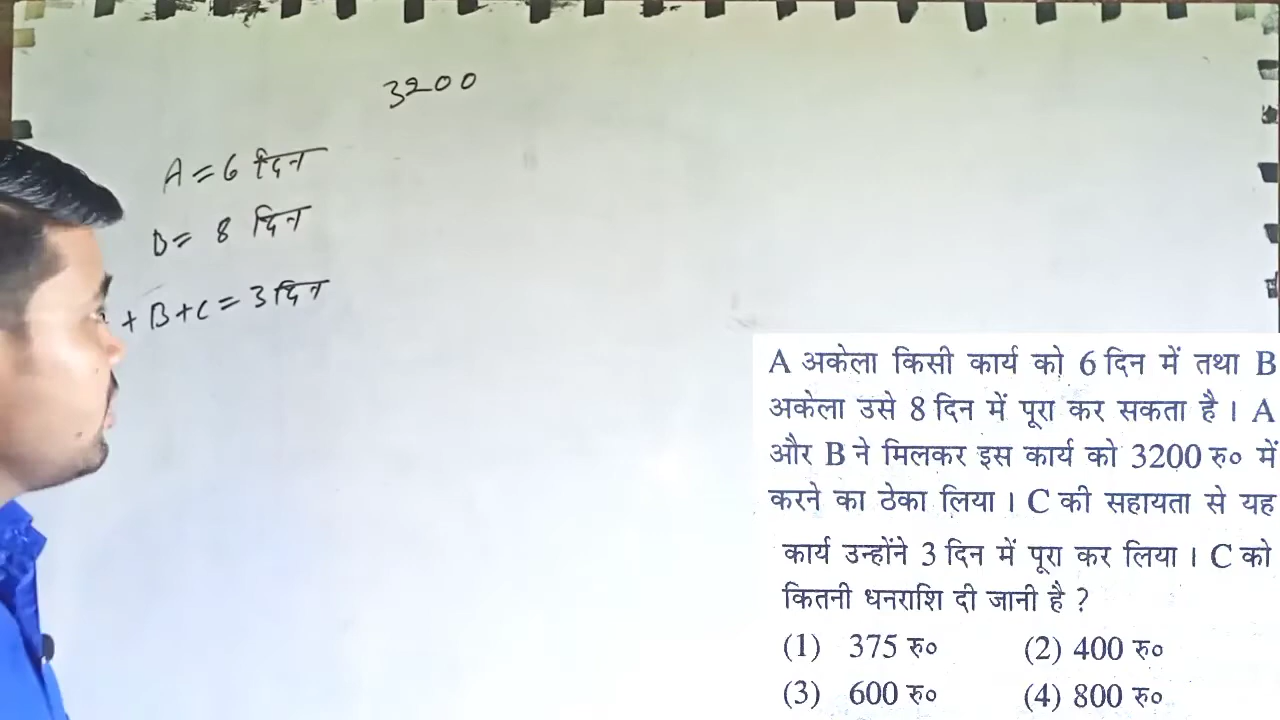 3200
A = 6 दिन
B = 8 दिन
+ B + C = 3 दिन
A अकेला किसी कार्य को 6 दिन में तथा B
अकेला उसे 8 दिन में पूरा कर सकता है । A
और B ने मिलकर इस कार्य को 3200 रु० में
करने का ठेका लिया । C की सहायता से यह
कार्य उन्होंने 3 दिन में पूरा कर लिया । C को
कितनी धनराशि दी जानी है ?
(1) 375 रु० (2) 400 रु०
(3) 600 रु० (4) 800 रु०